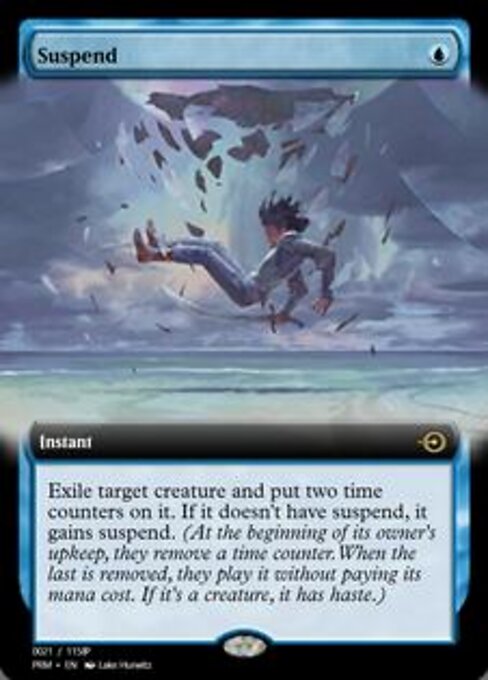 Suspend
Instant
Exile target creature and put two time
counters on it. If it doesn't have suspend, it
gains suspend. (At the beginning of its owner's
upkeep, they remove a time counter. When the
last is removed, they play it without paying its
mana cost. If it's a creature, it has haste.)
0021 / 115IP
PRM • EN Lake Hurwitz